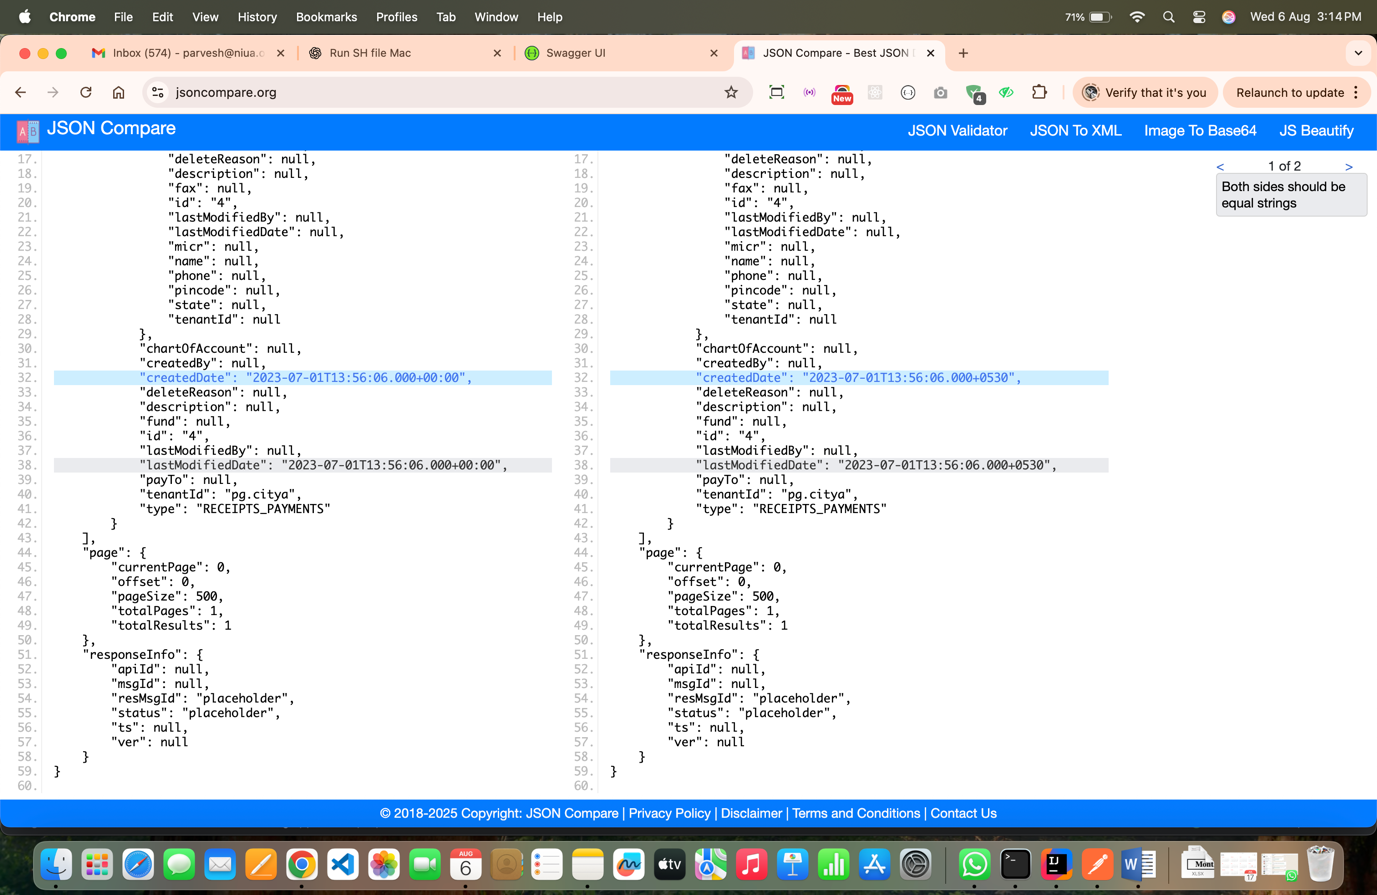 Chrome File Edit View History Bookmarks Profiles Tab Window Help 71% Wed 6 Aug 3:14 PM
Inbox (574) - parvesh@niua.o Run SH file Mac Swagger UI JSON Compare - Best JSON
jsoncompare.org New 4 Verify that it's you Relaunch to update
A B JSON Compare JSON Validator JSON To XML Image To Base64 JS Beautify
< 1 of 2 >
Both sides should be
equal strings
17. "deleteReason": null,
18. "description": null,
19. "fax": null,
20. "id": "4",
21. "lastModifiedBy": null,
22. "lastModifiedDate": null,
23. "micr": null,
24. "name": null,
25. "phone": null,
26. "pincode": null,
27. "state": null,
28. "tenantId": null
29. },
30. "chartOfAccount": null,
31. "createdBy": null,
32. "createdDate": "2023-07-01T13:56:06.000+00:00",
33. "deleteReason": null,
34. "description": null,
35. "fund": null,
36. "id": "4",
37. "lastModifiedBy": null,
38. "lastModifiedDate": "2023-07-01T13:56:06.000+00:00",
39. "payTo": null,
40. "tenantId": "pg.citya",
41. "type": "RECEIPTS_PAYMENTS"
42. }
43. ],
44. "page": {
45. "currentPage": 0,
46. "offset": 0,
47. "pageSize": 500,
48. "totalPages": 1,
49. "totalResults": 1
50. },
51. "responseInfo": {
52. "apiId": null,
53. "msgId": null,
54. "resMsgId": "placeholder",
55. "status": "placeholder",
56. "ts": null,
57. "ver": null
58. }
59. }
60.
17. "deleteReason": null,
18. "description": null,
19. "fax": null,
20. "id": "4",
21. "lastModifiedBy": null,
22. "lastModifiedDate": null,
23. "micr": null,
24. "name": null,
25. "phone": null,
26. "pincode": null,
27. "state": null,
28. "tenantId": null
29. },
30. "chartOfAccount": null,
31. "createdBy": null,
32. "createdDate": "2023-07-01T13:56:06.000+0530",
33. "deleteReason": null,
34. "description": null,
35. "fund": null,
36. "id": "4",
37. "lastModifiedBy": null,
38. "lastModifiedDate": "2023-07-01T13:56:06.000+0530",
39. "payTo": null,
40. "tenantId": "pg.citya",
41. "type": "RECEIPTS_PAYMENTS"
42. }
43. ],
44. "page": {
45. "currentPage": 0,
46. "offset": 0,
47. "pageSize": 500,
48. "totalPages": 1,
49. "totalResults": 1
50. },
51. "responseInfo": {
52. "apiId": null,
53. "msgId": null,
54. "resMsgId": "placeholder",
55. "status": "placeholder",
56. "ts": null,
57. "ver": null
58. }
59. }
60.
© 2018-2025 Copyright: JSON Compare | Privacy Policy | Disclaimer | Terms and Conditions | Contact Us
AUG
6
tv
IJ
W
Mont
XLSX
17